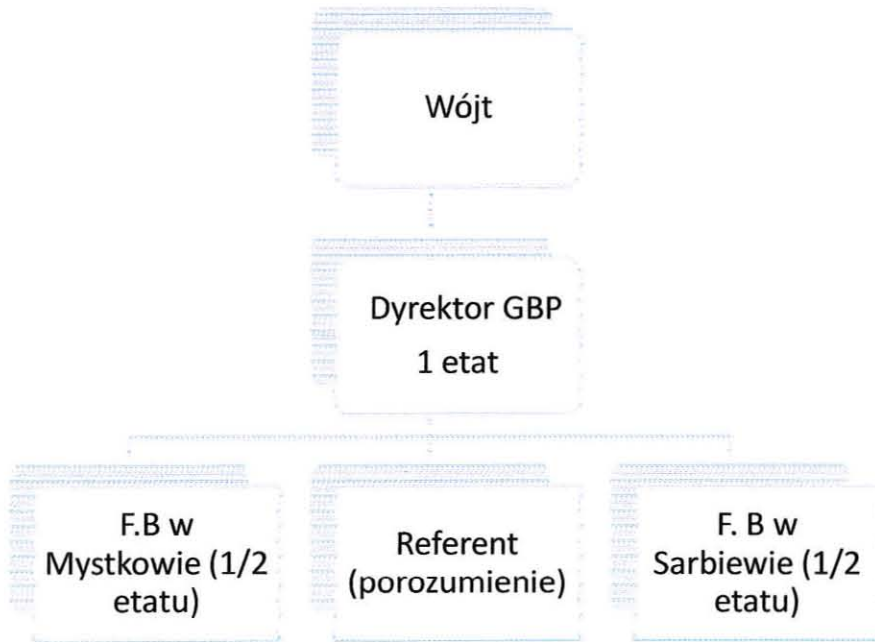 Wójt
Dyrektor GBP
1 etat
F.B w
Mystkowie (1/2
etatu)
Referent
(porozumienie)
F. B w
Sarbiewie (1/2
etatu)